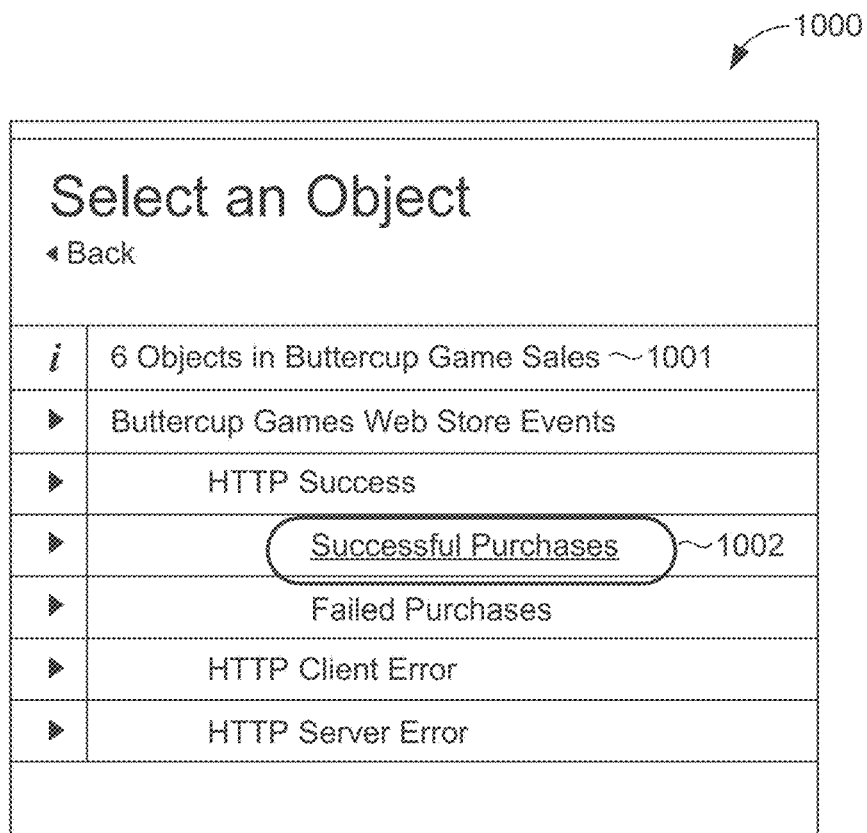 1000
Select an Object
Back
i 6 Objects in Buttercup Game Sales 1001
Buttercup Games Web Store Events
HTTP Success
Successful Purchases 1002
Failed Purchases
HTTP Client Error
HTTP Server Error